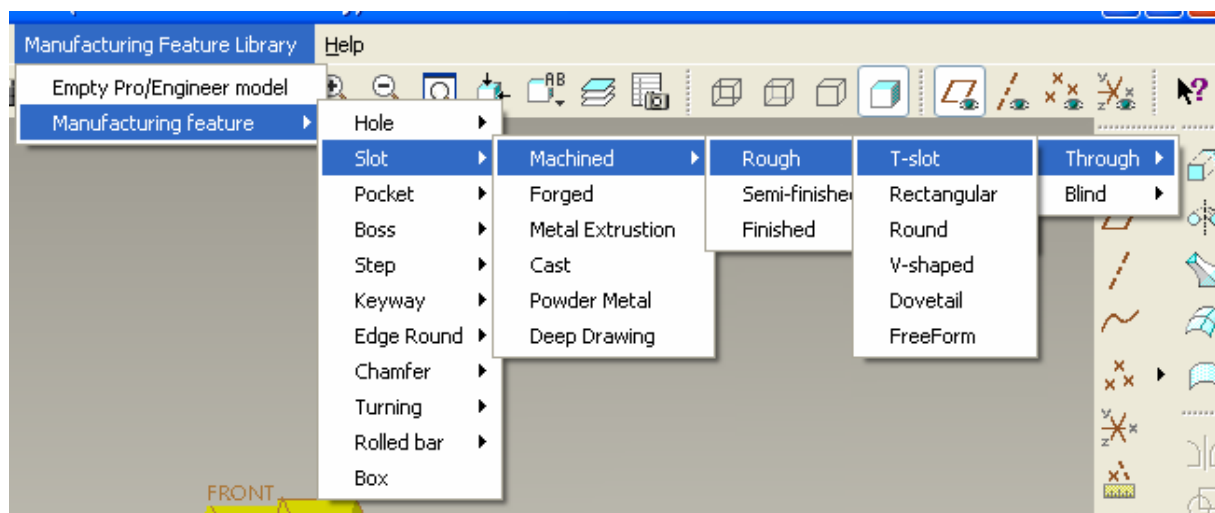 Manufacturing Feature Library Help
Empty Pro/Engineer model
Manufacturing feature
Hole
Slot
Pocket
Boss
Step
Keyway
Edge Round
Chamfer
Turning
Rolled bar
Box
Machined
Forged
Metal Extrustion
Cast
Powder Metal
Deep Drawing
Rough
Semi-finishe
Finished
T-slot
Rectangular
Round
V-shaped
Dovetail
FreeForm
Through
Blind
FRONT